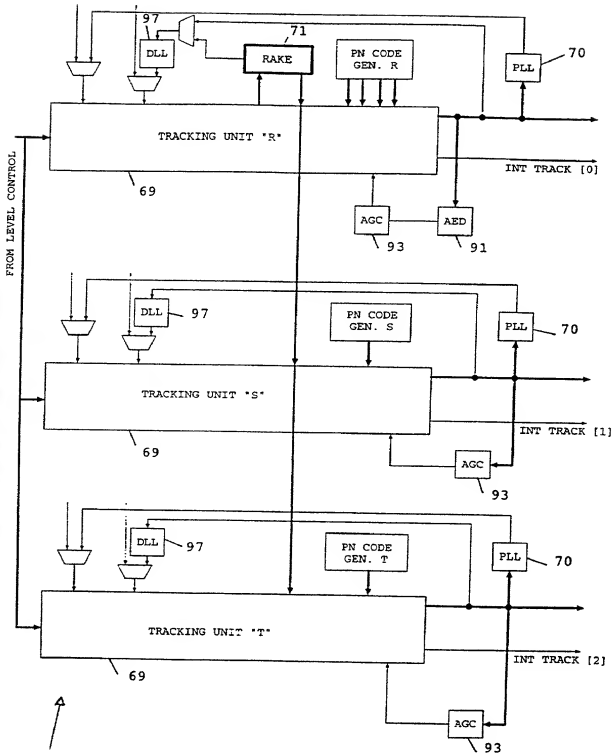 97
71
DLL
RAKE
PN CODE
GEN. R
PLL
70
TRACKING UNIT "R"
INT TRACK [0]
69
AGC
AED
93
91
FROM LEVEL CONTROL
DLL
97
PN CODE
GEN. S
PLL
70
TRACKING UNIT "S"
INT TRACK [1]
69
AGC
93
DLL
97
PN CODE
GEN. T
PLL
70
TRACKING UNIT "T"
INT TRACK [2]
69
AGC
93